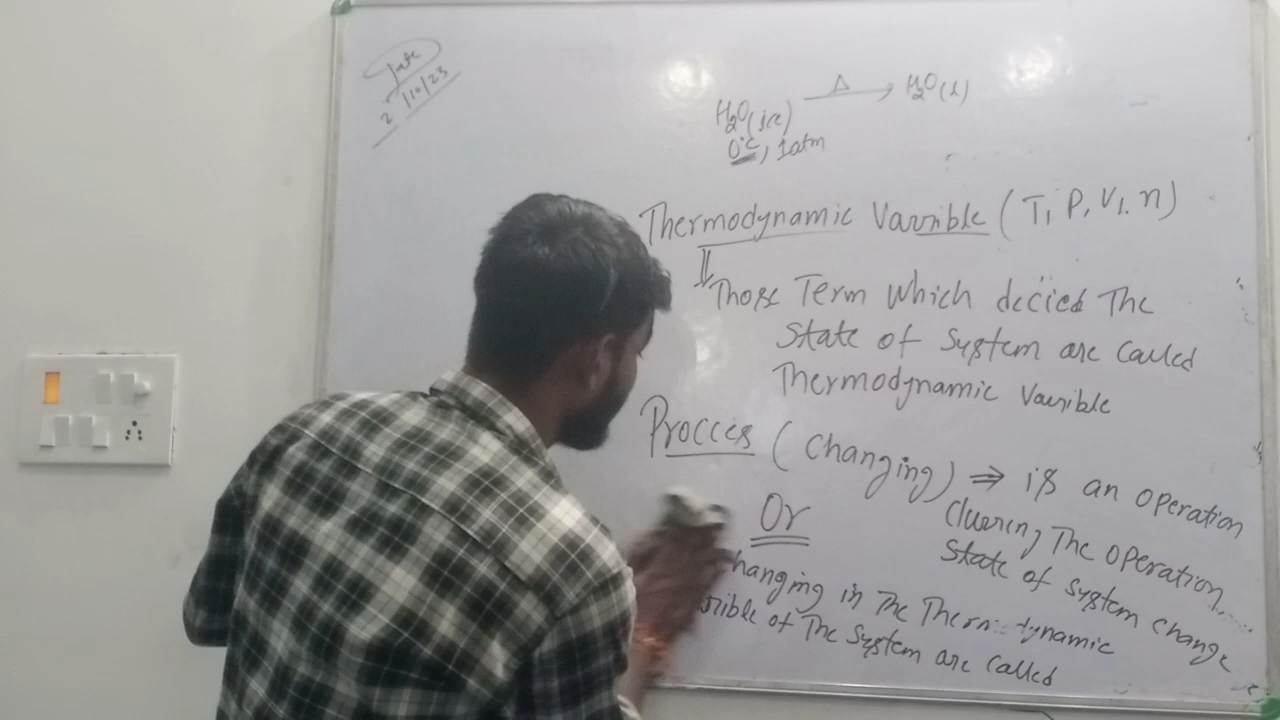 Date
2 /10/23
Δ
H2O(ice) → H2O(l)
0°C, 1atm
Thermodynamic Varible (T, P, V, n)
⇓
Those Term which decied The
State of System are called
Thermodynamic Varible
Procces (Changing) ⇒ is an operation
During The operation
State of System change
Or
hanging in The Thermodynamic
rible of The System are called